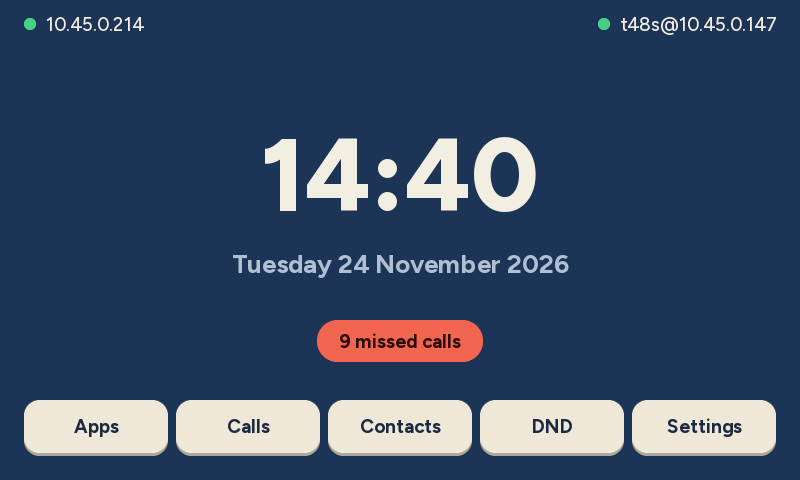 10.45.0.214
t48s@10.45.0.147
14:40
Tuesday 24 November 2026
9 missed calls
Apps
Calls
Contacts
DND
Settings